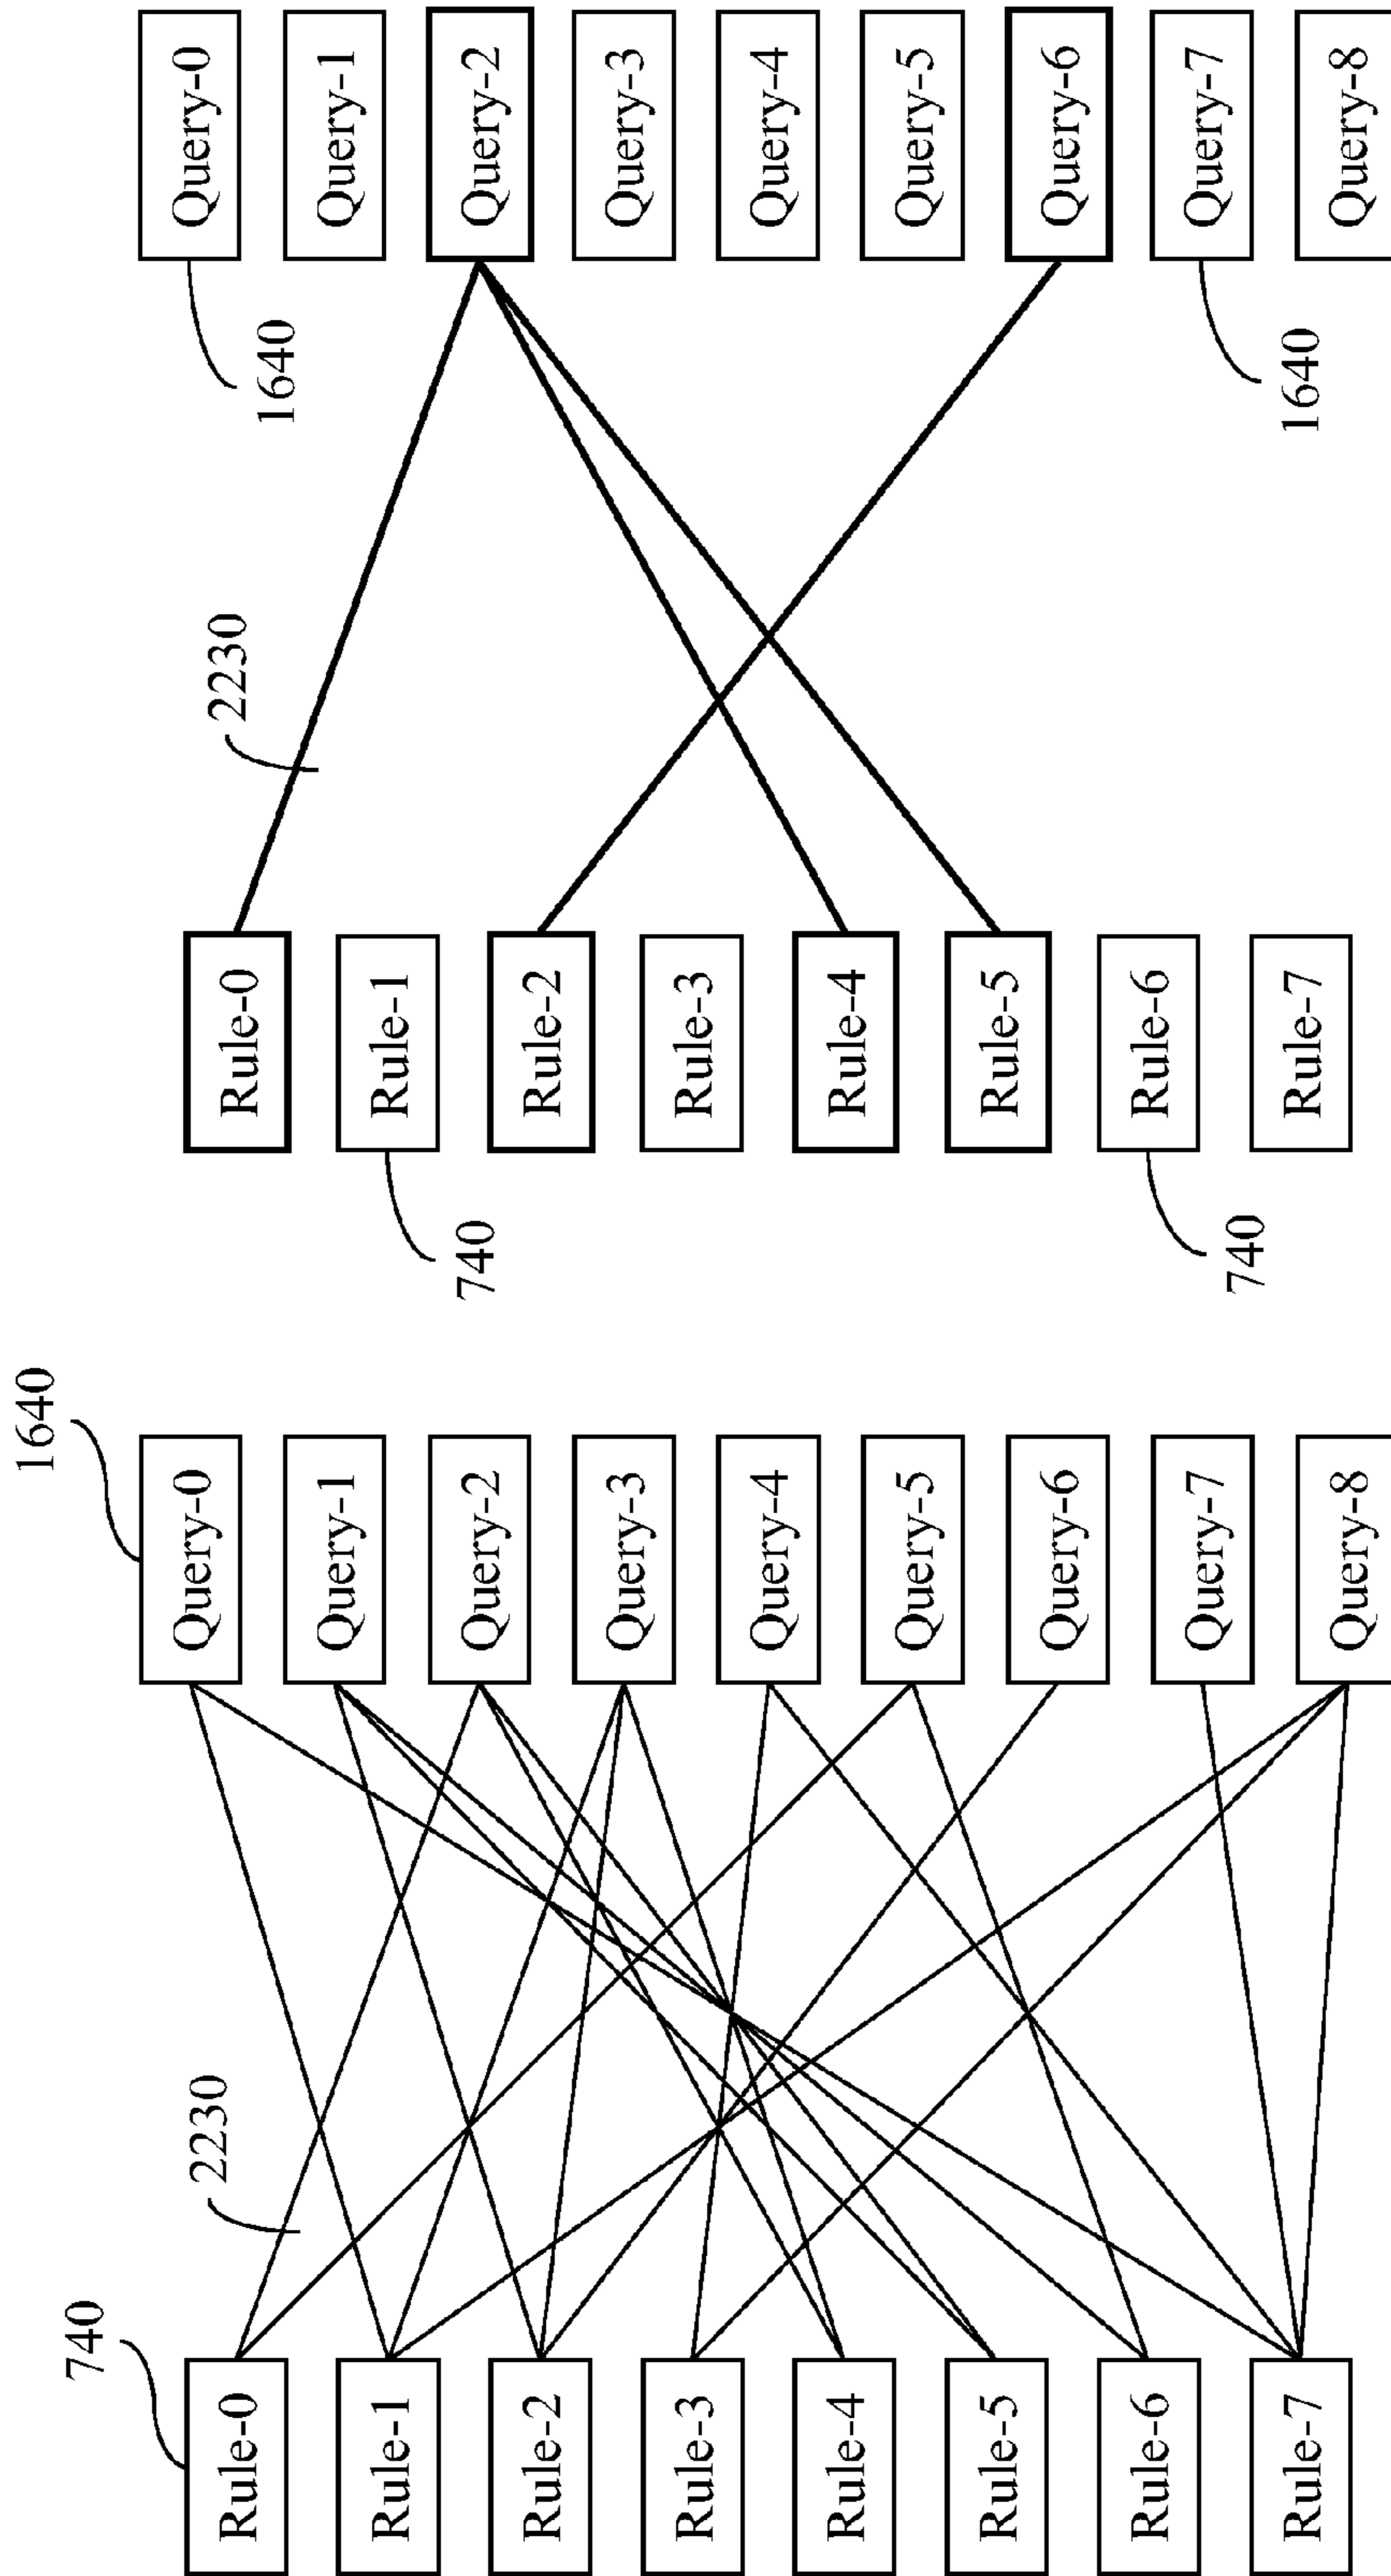 740
2230
1640
Rule-0
Rule-1
Rule-2
Rule-3
Rule-4
Rule-5
Rule-6
Rule-7
Query-0
Query-1
Query-2
Query-3
Query-4
Query-5
Query-6
Query-7
Query-8
2230
Rule-0
Rule-1
Rule-2
Rule-3
Rule-4
Rule-5
Rule-6
Rule-7
740
740
Query-0
Query-1
Query-2
Query-3
Query-4
Query-5
Query-6
Query-7
Query-8
1640
1640